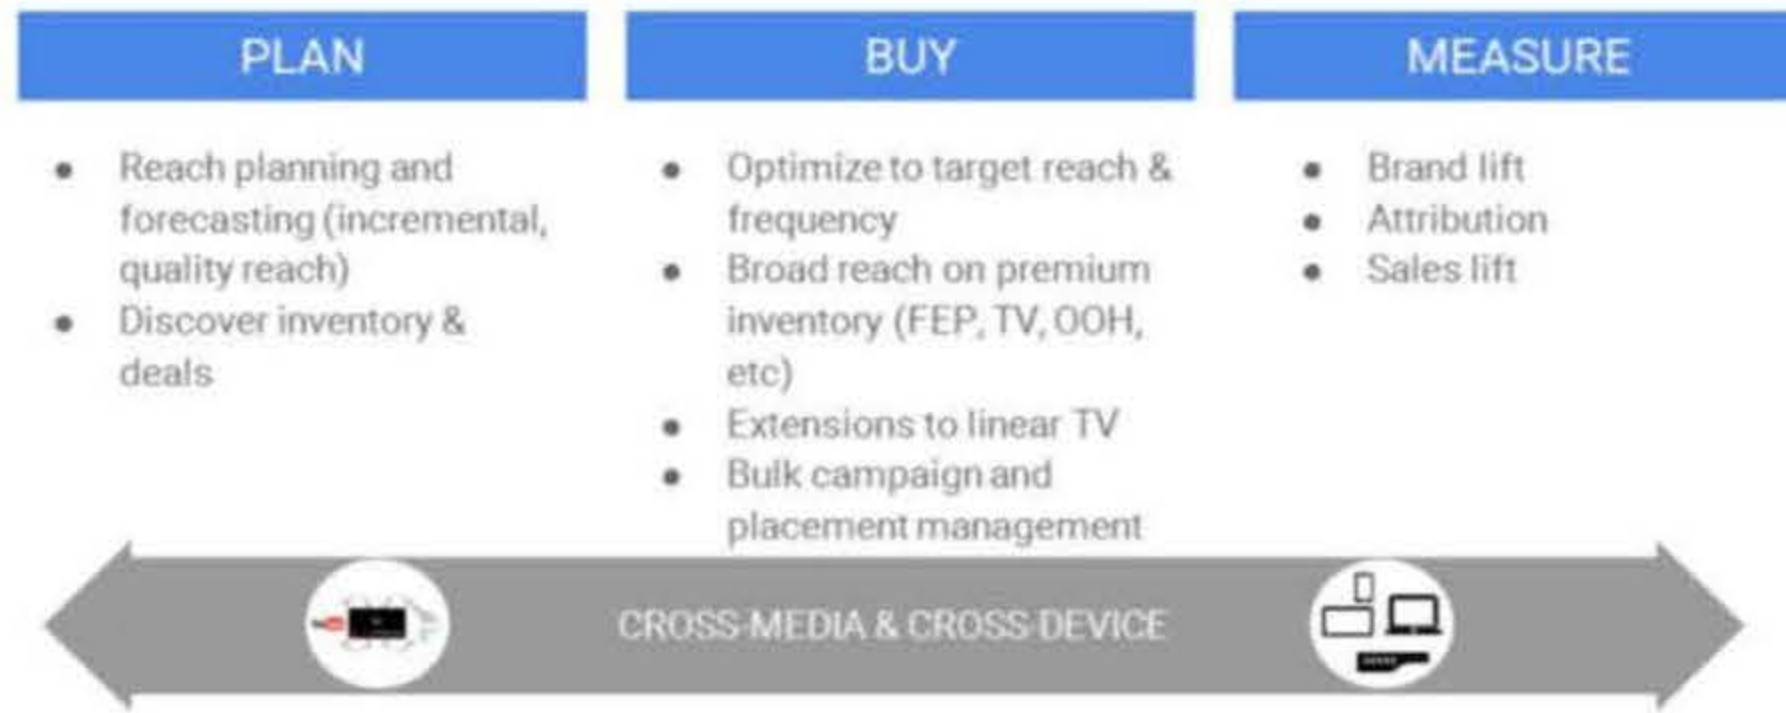 PLAN
● Reach planning and
forecasting (incremental,
quality reach)
● Discover inventory &
deals
BUY
● Optimize to target reach &
frequency
● Broad reach on premium
inventory (FEP, TV, OOH,
etc)
● Extensions to linear TV
● Bulk campaign and
placement management
MEASURE
● Brand lift
● Attribution
● Sales lift
CROSS-MEDIA & CROSS-DEVICE